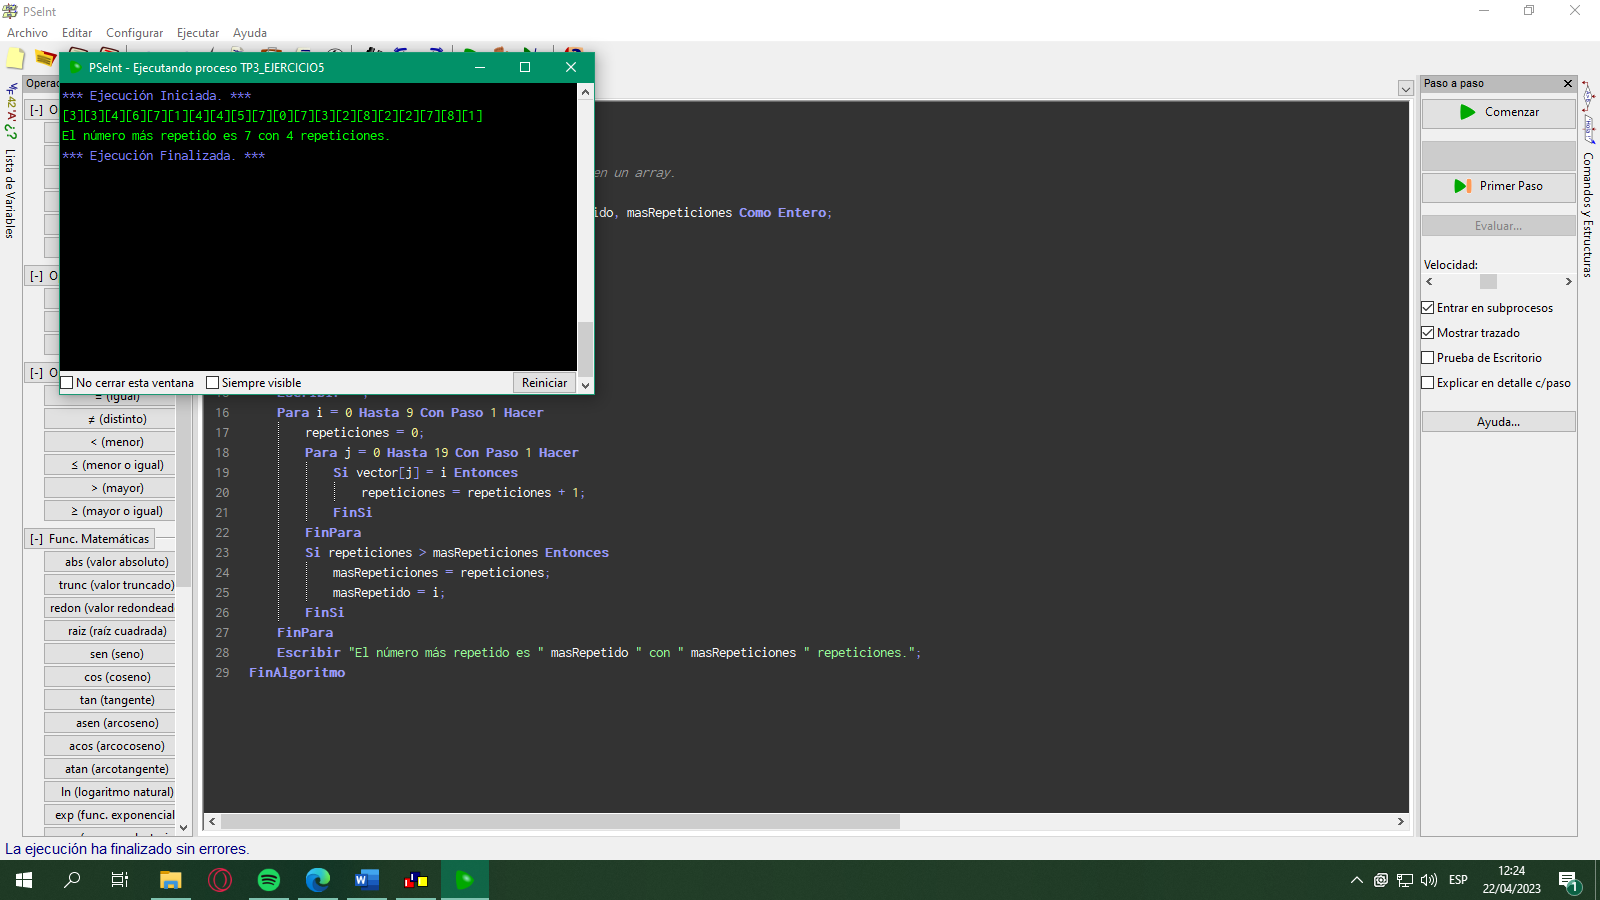 PSeInt
Archivo Editar Configurar Ejecutar Ayuda
PSeInt - Ejecutando proceso TP3_EJERCICIO5
*** Ejecución Iniciada. ***
[3][3][4][6][7][1][4][4][5][7][0][7][3][2][8][2][2][7][8][1]
El número más repetido es 7 con 4 repeticiones.
*** Ejecución Finalizada. ***
No cerrar esta ventana Siempre visible Reiniciar
Lista de Variables
en un array.
masRepeticiones Como Entero;
= (igual)
≠ (distinto)
< (menor)
≤ (menor o igual)
> (mayor)
≥ (mayor o igual)
[-] Func. Matemáticas
abs (valor absoluto)
trunc (valor truncado)
redon (valor redondead
raiz (raíz cuadrada)
sen (seno)
cos (coseno)
tan (tangente)
asen (arcoseno)
acos (arcocoseno)
atan (arcotangente)
ln (logaritmo natural)
exp (func. exponencial
16 Para i = 0 Hasta 9 Con Paso 1 Hacer
17 repeticiones = 0;
18 Para j = 0 Hasta 19 Con Paso 1 Hacer
19 Si vector[j] = i Entonces
20 repeticiones = repeticiones + 1;
21 FinSi
22 FinPara
23 Si repeticiones > masRepeticiones Entonces
24 masRepeticiones = repeticiones;
25 masRepetido = i;
26 FinSi
27 FinPara
28 Escribir "El número más repetido es " masRepetido " con " masRepeticiones " repeticiones.";
29 FinAlgoritmo
Paso a paso
Comenzar
Primer Paso
Evaluar...
Velocidad:
Entrar en subprocesos
Mostrar trazado
Prueba de Escritorio
Explicar en detalle c/paso
Ayuda...
Comandos y Estructuras
La ejecución ha finalizado sin errores.
ESP
12:24
22/04/2023
1